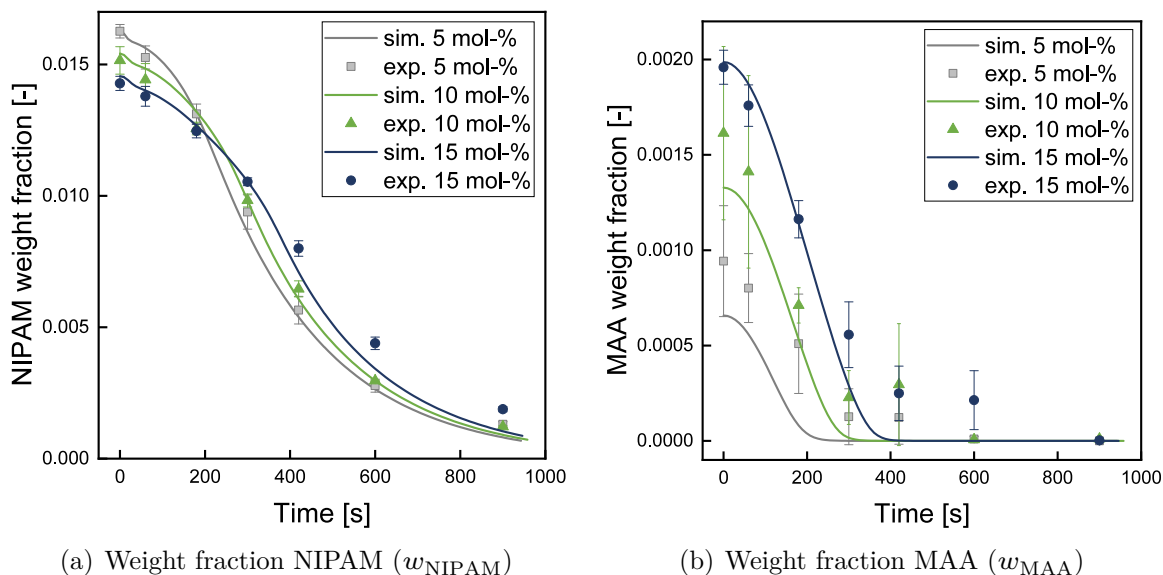 NIPAM weight fraction [-]
0.015
0.010
0.005
0.000
0 200 400 600 800 1000
Time [s]
sim. 5 mol-%
exp. 5 mol-%
sim. 10 mol-%
exp. 10 mol-%
sim. 15 mol-%
exp. 15 mol-%
(a) Weight fraction NIPAM (wNIPAM)
MAA weight fraction [-]
0.0020
0.0015
0.0010
0.0005
0.0000
0 200 400 600 800 1000
Time [s]
sim. 5 mol-%
exp. 5 mol-%
sim. 10 mol-%
exp. 10 mol-%
sim. 15 mol-%
exp. 15 mol-%
(b) Weight fraction MAA (wMAA)